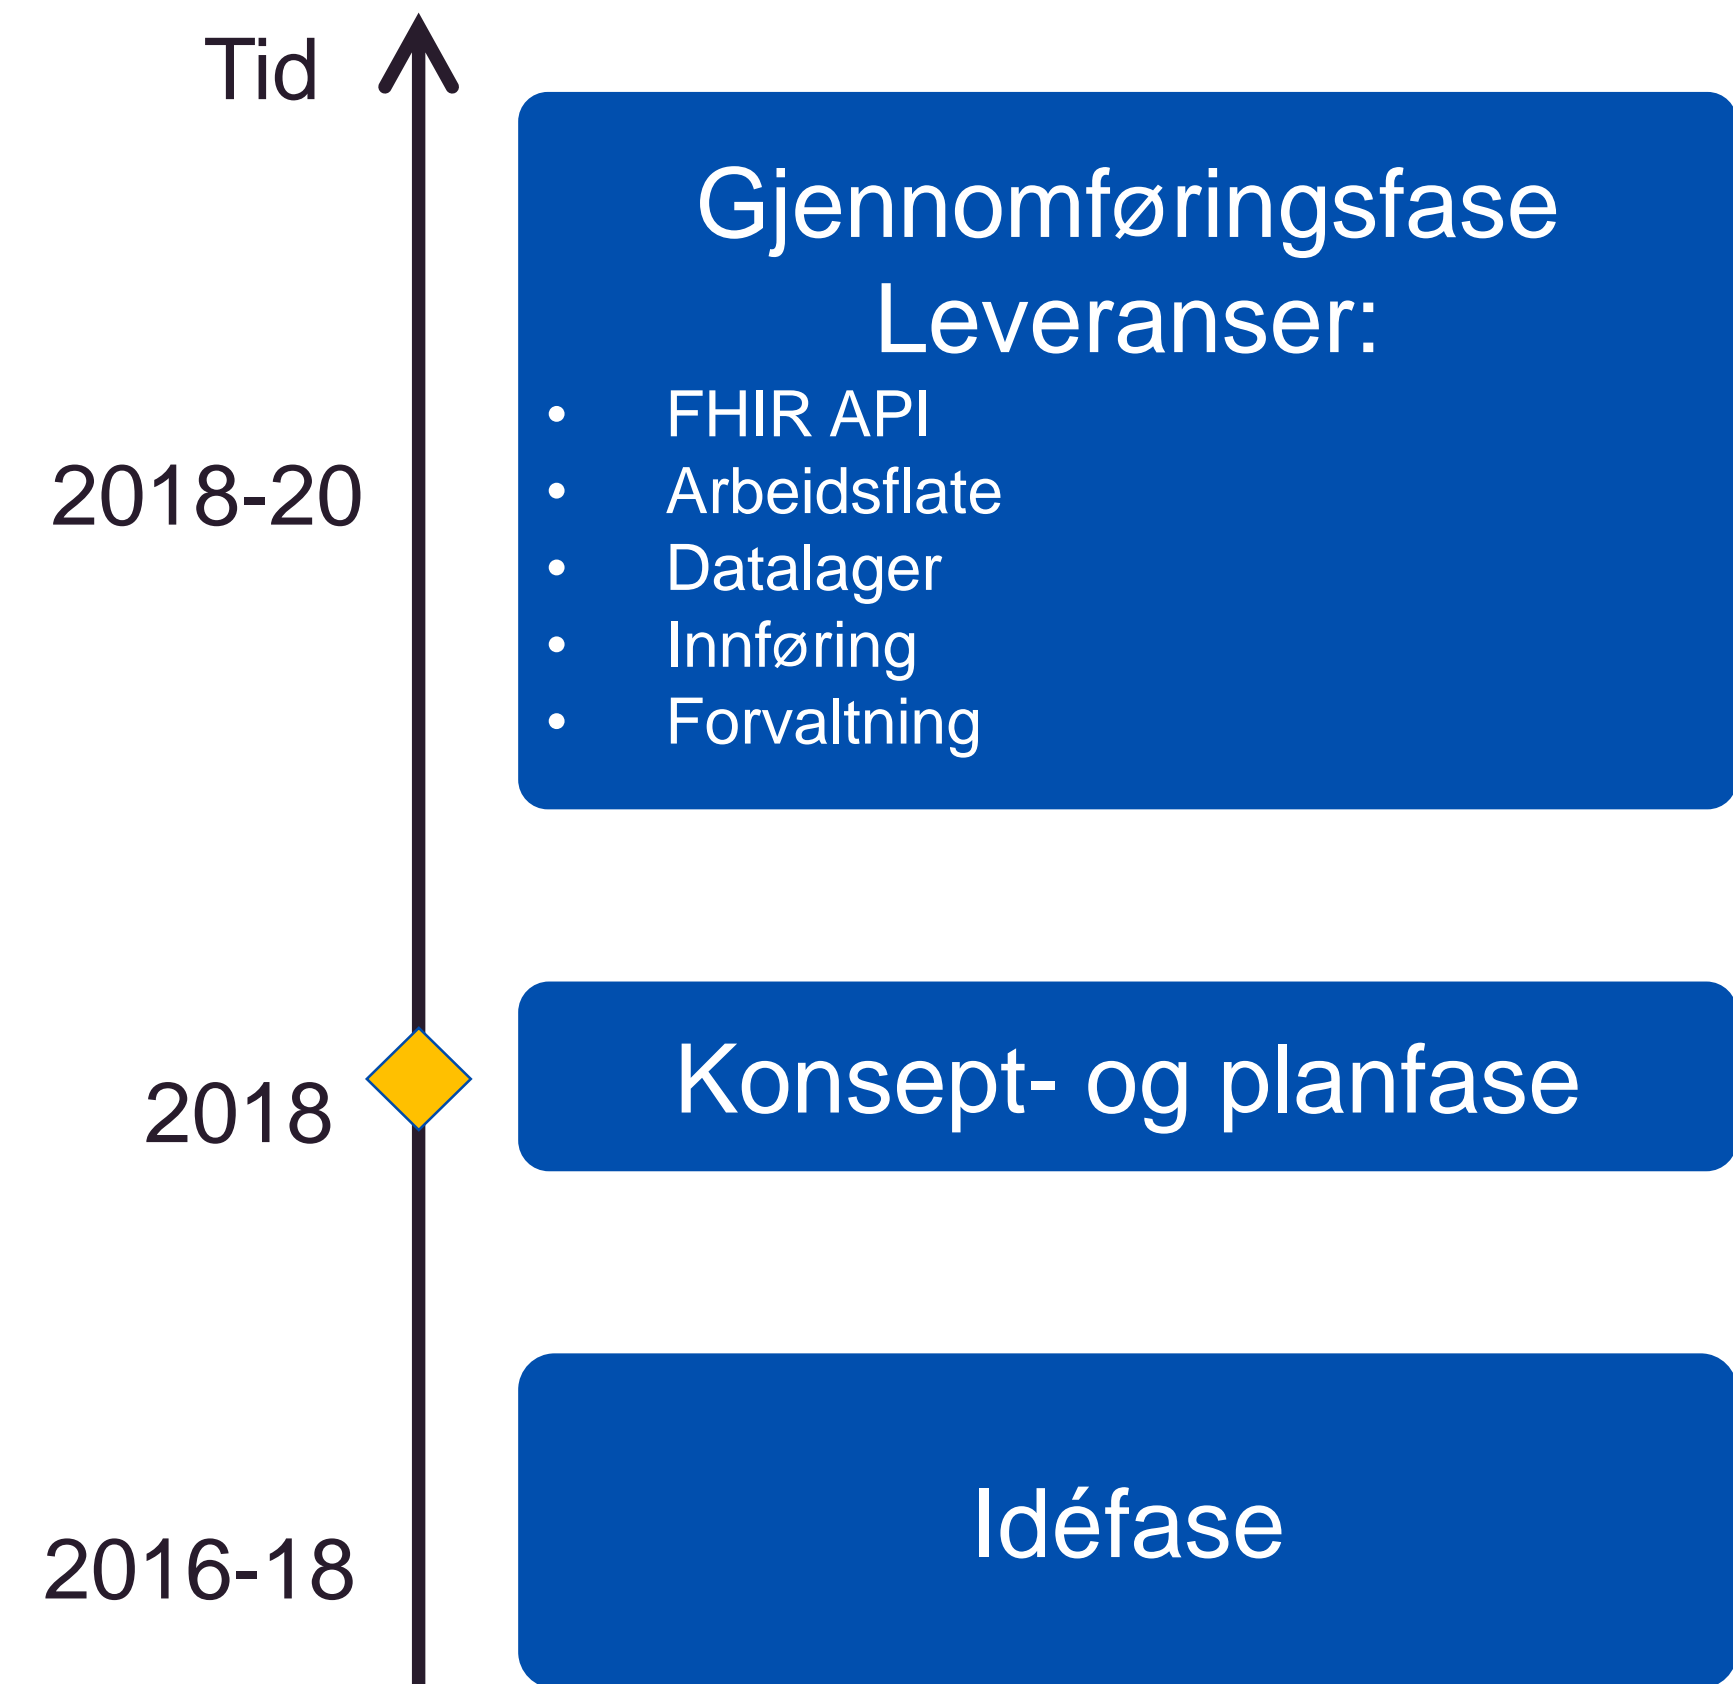 Tid
Gjennomføringsfase
Leveranser:
• FHIR API
• Arbeidsflate
• Datalager
• Innføring
• Forvaltning
2018-20
Konsept- og planfase
2018
Idéfase
2016-18